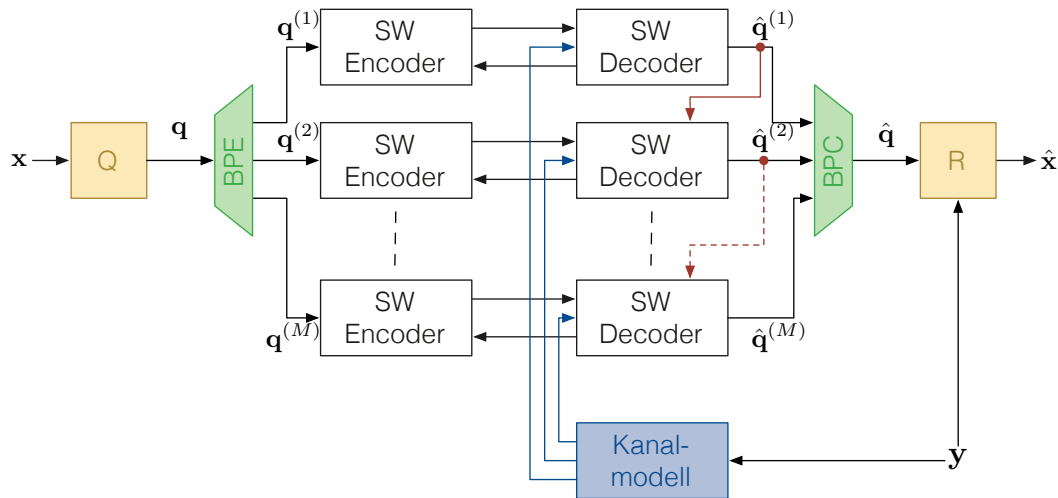 q^(1)
SW
Encoder
SW
Decoder
q̂^(1)
x
Q
q
BPE
q^(2)
SW
Encoder
SW
Decoder
q̂^(2)
BPC
q̂
R
x̂
q^(M)
SW
Encoder
SW
Decoder
q̂^(M)
Kanal-
modell
y